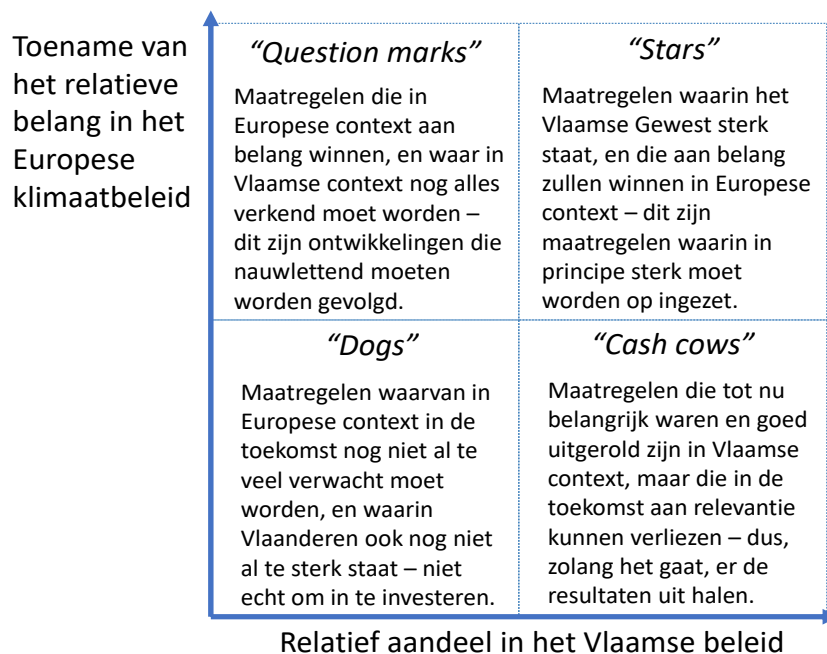 Toename van
het relatieve
belang in het
Europese
klimaatbeleid
“Question marks”
Maatregelen die in
Europese context aan
belang winnen, en waar in
Vlaamse context nog alles
verkend moet worden –
dit zijn ontwikkelingen die
nauwlettend moeten
worden gevolgd.
“Stars”
Maatregelen waarin het
Vlaamse Gewest sterk
staat, en die aan belang
zullen winnen in Europese
context – dit zijn
maatregelen waarin in
principe sterk moet
worden op ingezet.
“Dogs”
Maatregelen waarvan in
Europese context in de
toekomst nog niet al te
veel verwacht moet
worden, en waarin
Vlaanderen ook nog niet
al te sterk staat – niet
echt om in te investeren.
“Cash cows”
Maatregelen die tot nu
belangrijk waren en goed
uitgerold zijn in Vlaamse
context, maar die in de
toekomst aan relevantie
kunnen verliezen – dus,
zolang het gaat, er de
resultaten uit halen.
Relatief aandeel in het Vlaamse beleid